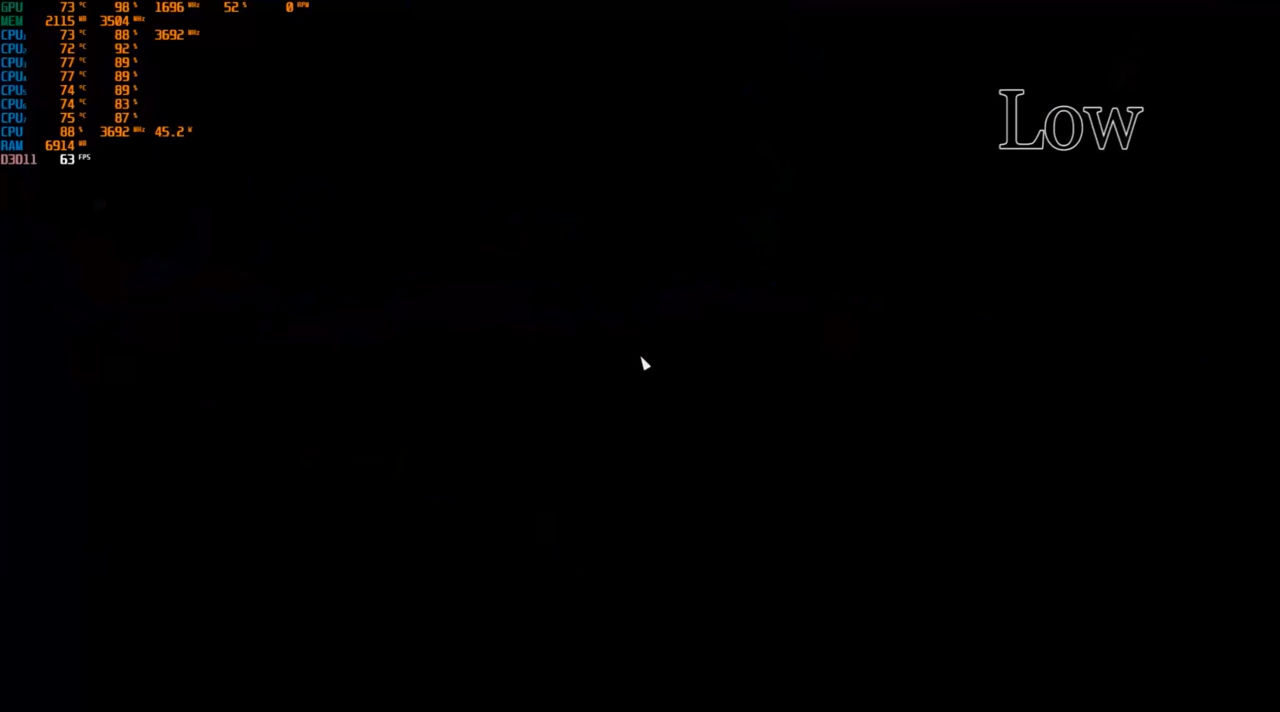 GPU 73 °C 98 % 1696 MHz 52 % 0 RPM
MEM 2115 MB 3504 MHz
CPU1 73 °C 88 % 3692 MHz
CPU2 72 °C 92 %
CPU3 77 °C 89 %
CPU4 77 °C 89 %
CPU5 74 °C 89 %
CPU6 74 °C 83 %
CPU7 75 °C 87 %
CPU 88 % 3692 MHz 45.2 W
RAM 6914 MB
D3D11 63 FPS
Low